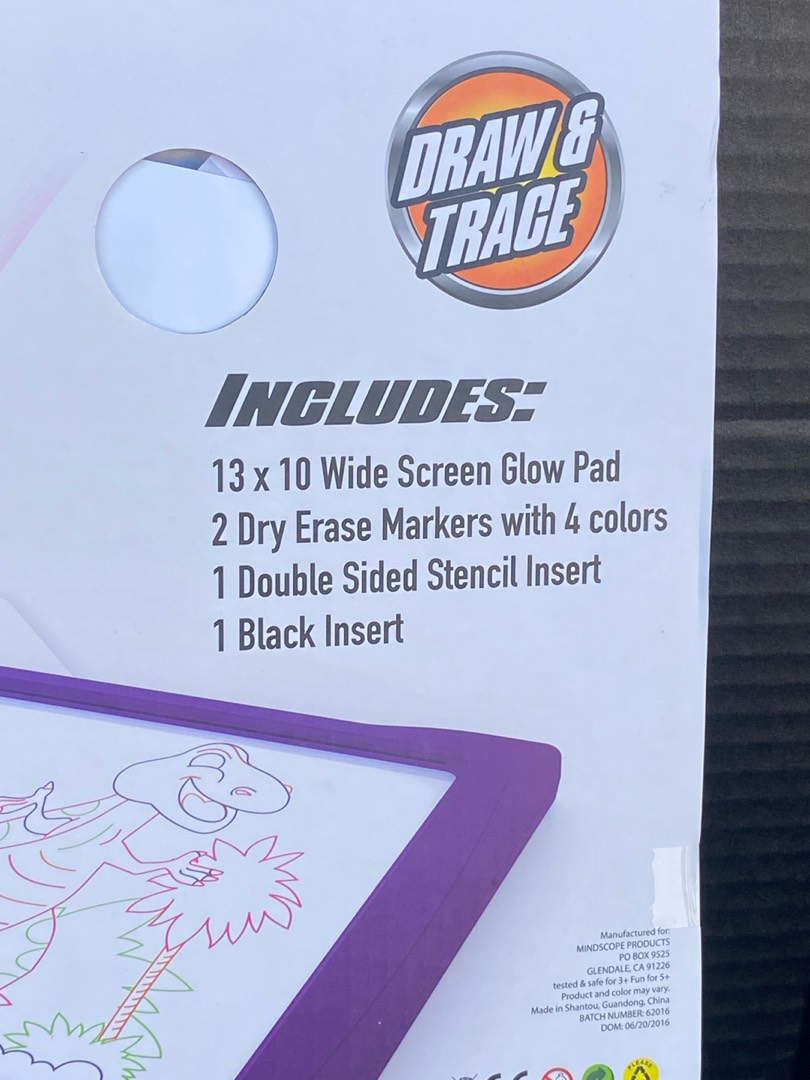 DRAW &
TRACE
INCLUDES:
13 x 10 Wide Screen Glow Pad
2 Dry Erase Markers with 4 colors
1 Double Sided Stencil Insert
1 Black Insert
Manufactured for:
MINDSCOPE PRODUCTS
PO BOX 9525
GLENDALE, CA 91226
tested & safe for 3+ Fun for 5+
Product and color may vary.
Made in Shantou, Guandong, China
BATCH NUMBER: 62016
DOM: 06/20/2016
PLEASE